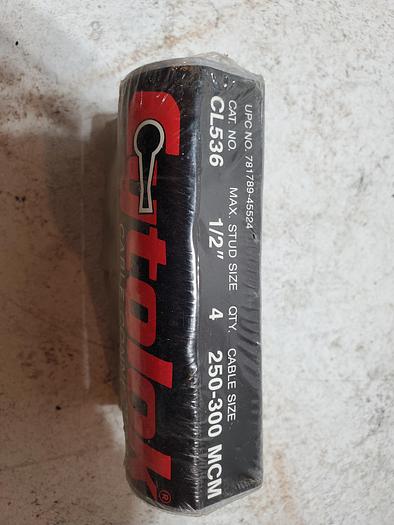 Cutolok®
UPC NO. 781789-45524
CAT. NO. MAX. STUD SIZE QTY. CABLE SIZE
CL536 1/2" 4 250-300 MCM